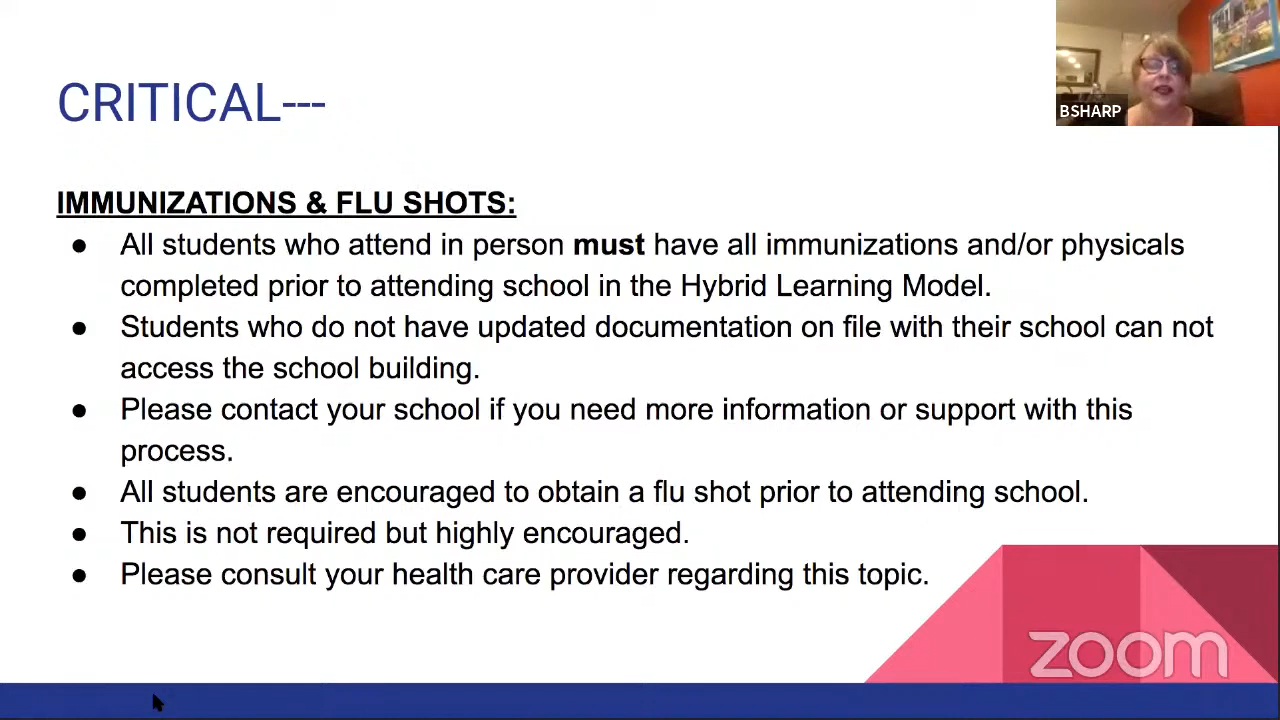 CRITICAL---
BSHARP
IMMUNIZATIONS & FLU SHOTS:
● All students who attend in person must have all immunizations and/or physicals
completed prior to attending school in the Hybrid Learning Model.
● Students who do not have updated documentation on file with their school can not
access the school building.
● Please contact your school if you need more information or support with this
process.
● All students are encouraged to obtain a flu shot prior to attending school.
● This is not required but highly encouraged.
● Please consult your health care provider regarding this topic.
zoom